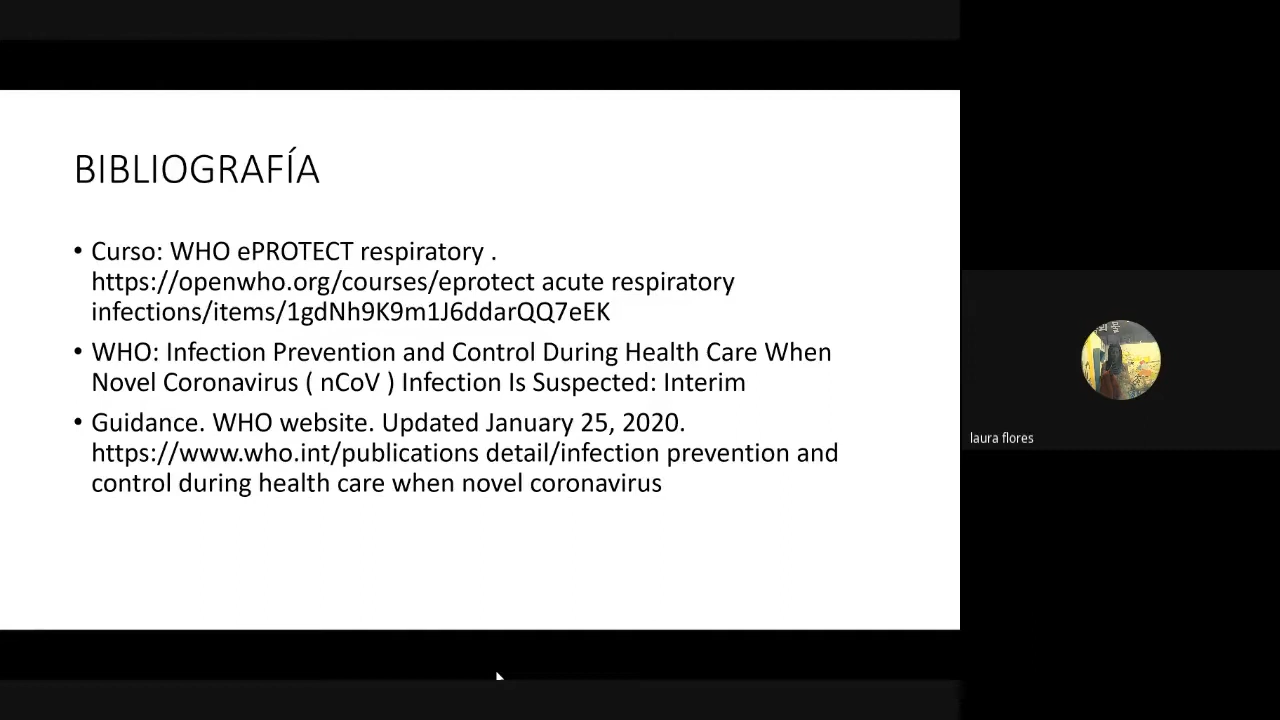 BIBLIOGRAFÍA
• Curso: WHO ePROTECT respiratory .
https://openwho.org/courses/eprotect acute respiratory
infections/items/1gdNh9K9m1J6ddarQQ7eEK
• WHO: Infection Prevention and Control During Health Care When
Novel Coronavirus ( nCoV ) Infection Is Suspected: Interim
• Guidance. WHO website. Updated January 25, 2020.
https://www.who.int/publications detail/infection prevention and
control during health care when novel coronavirus
laura flores